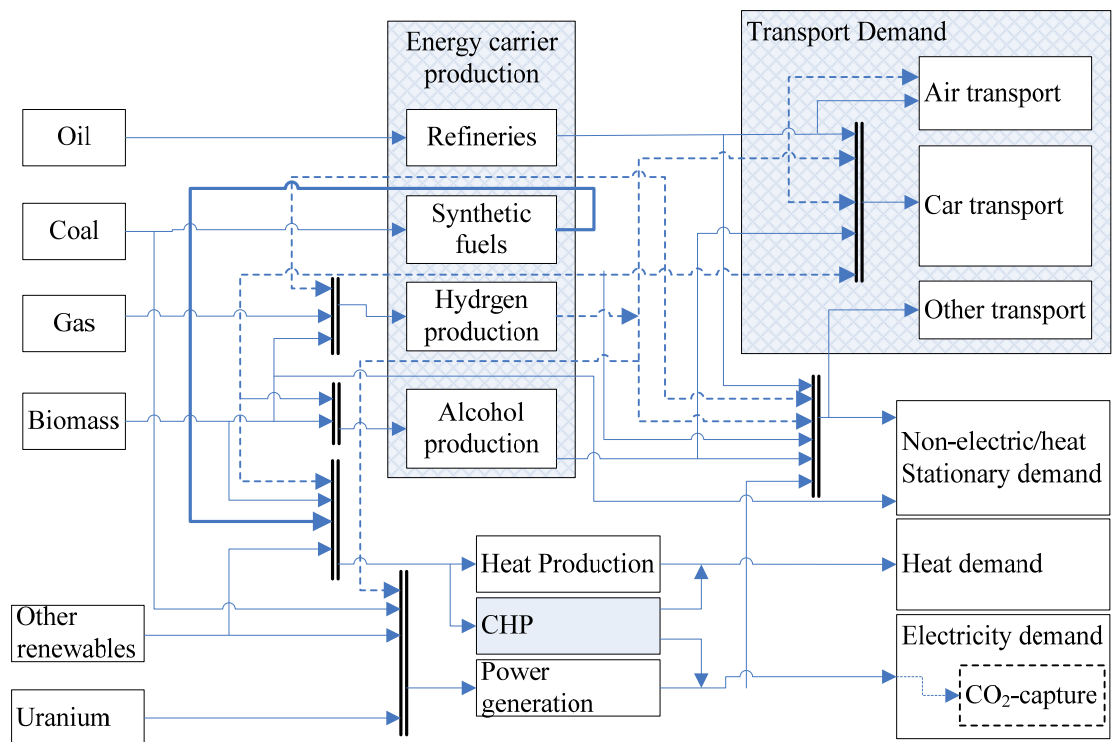 Energy carrier
production
Transport Demand
Oil
Coal
Gas
Biomass
Other
renewables
Uranium
Refineries
Synthetic
fuels
Hydrgen
production
Alcohol
production
Heat Production
CHP
Power
generation
Air transport
Car transport
Other transport
Non-electric/heat
Stationary demand
Heat demand
Electricity demand
CO₂-capture